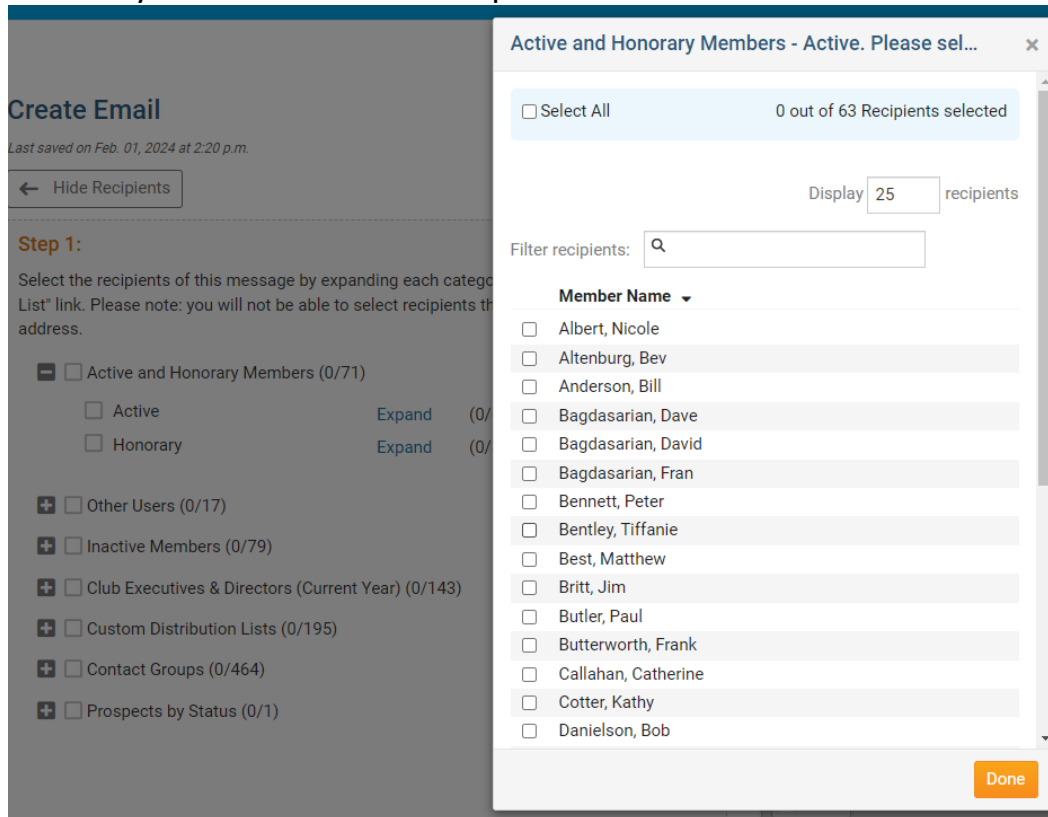 Active and Honorary Members - Active. Please sel...
×
Create Email
Last saved on Feb. 01, 2024 at 2:20 p.m.
← Hide Recipients
Step 1:
Select the recipients of this message by expanding each catego
List" link. Please note: you will not be able to select recipients th
address.
Active and Honorary Members (0/71)
Active Expand (0/
Honorary Expand (0/
Other Users (0/17)
Inactive Members (0/79)
Club Executives & Directors (Current Year) (0/143)
Custom Distribution Lists (0/195)
Contact Groups (0/464)
Prospects by Status (0/1)
Select All 0 out of 63 Recipients selected
Display 25 recipients
Filter recipients:
Member Name
Albert, Nicole
Altenburg, Bev
Anderson, Bill
Bagdasarian, Dave
Bagdasarian, David
Bagdasarian, Fran
Bennett, Peter
Bentley, Tiffanie
Best, Matthew
Britt, Jim
Butler, Paul
Butterworth, Frank
Callahan, Catherine
Cotter, Kathy
Danielson, Bob
Done